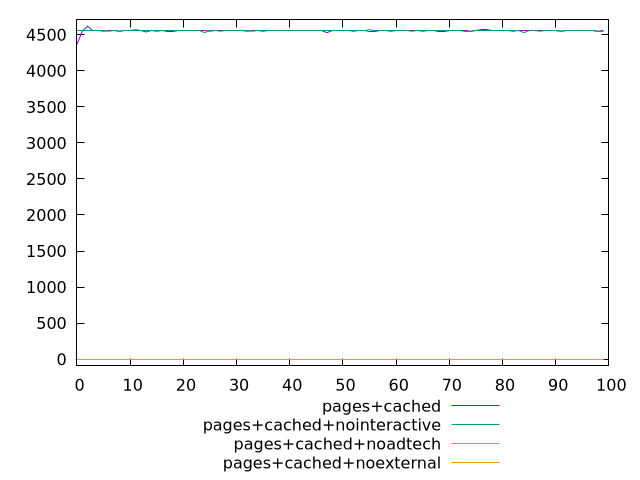 4500
4000
3500
3000
2500
2000
1500
1000
500
0
0 10 20 30 40 50 60 70 80 90 100
pages+cached
pages+cached+nointeractive
pages+cached+noadtech
pages+cached+noexternal